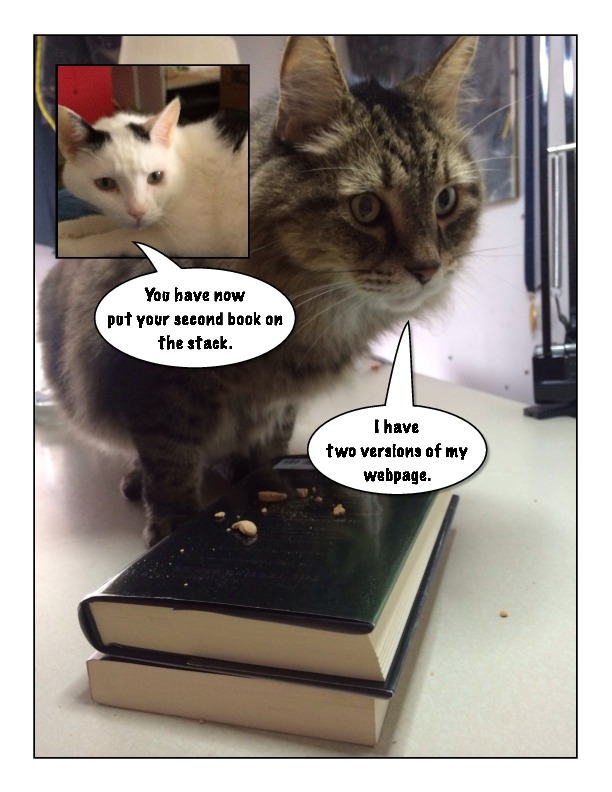 You have now
put your second book on
the stack.
I have
two versions of my
webpage.